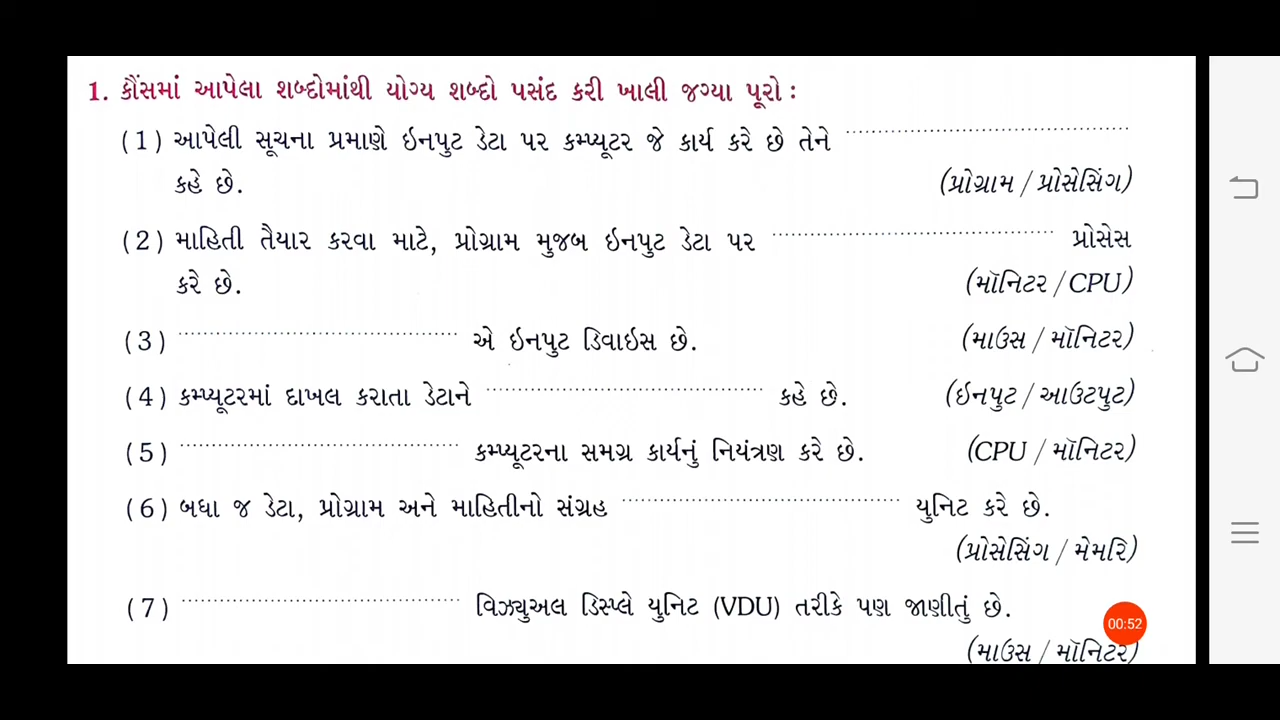 1. કૌંસમાં આપેલા શબ્દોમાંથી યોગ્ય શબ્દો પસંદ કરી ખાલી જગ્યા પૂરો :
(1) આપેલી સૂચના પ્રમાણે ઇનપુટ ડેટા પર કમ્પ્યૂટર જે કાર્ય કરે છે તેને ........................................
કહે છે. (પ્રોગ્રામ / પ્રોસેસિંગ)
(2) માહિતી તૈયાર કરવા માટે, પ્રોગ્રામ મુજબ ઇનપુટ ડેટા પર ........................................ પ્રોસેસ
કરે છે. (મૉનિટર / CPU)
(3) ........................................ એ ઇનપુટ ડિવાઇસ છે. (માઉસ / મૉનિટર)
(4) કમ્પ્યૂટરમાં દાખલ કરાતા ડેટાને ........................................ કહે છે. (ઇનપુટ / આઉટપુટ)
(5) ........................................ કમ્પ્યૂટરના સમગ્ર કાર્યનું નિયંત્રણ કરે છે. (CPU / મૉનિટર)
(6) બધા જ ડેટા, પ્રોગ્રામ અને માહિતીનો સંગ્રહ ........................................ યુનિટ કરે છે.
(પ્રોસેસિંગ / મેમરિ)
(7) ........................................ વિઝ્યુઅલ ડિસ્પ્લે યુનિટ (VDU) તરીકે પણ જાણીતું છે.
00:52
(માઉસ / મૉનિટર)